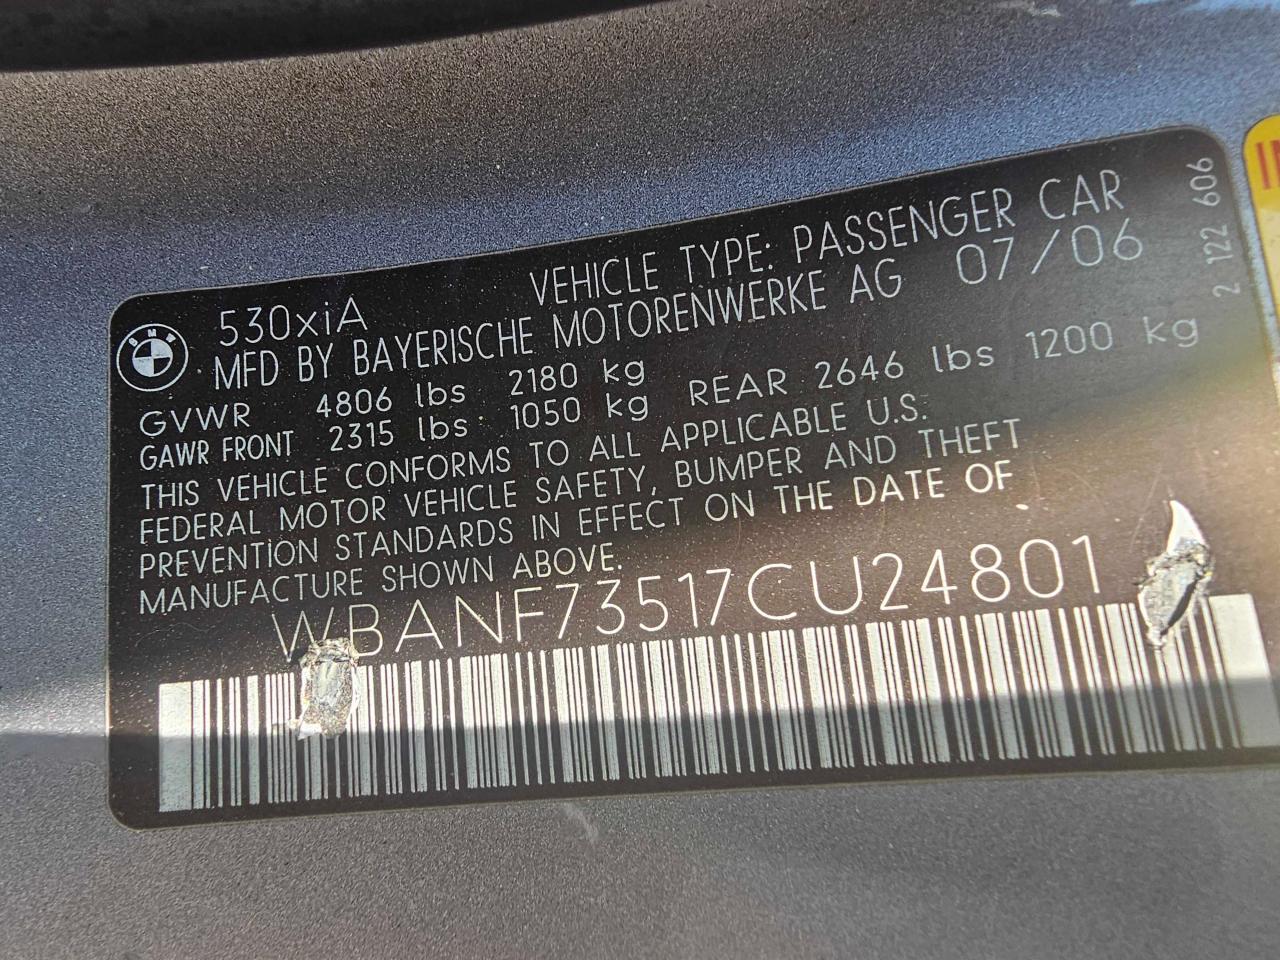 530xiA
VEHICLE TYPE: PASSENGER CAR
MFD BY BAYERISCHE MOTORENWERKE AG 07/06
GVWR 4806 lbs 2180 kg
GAWR FRONT 2315 lbs 1050 kg REAR 2646 lbs 1200 kg
THIS VEHICLE CONFORMS TO ALL APPLICABLE U.S.
FEDERAL MOTOR VEHICLE SAFETY, BUMPER AND THEFT
PREVENTION STANDARDS IN EFFECT ON THE DATE OF
MANUFACTURE SHOWN ABOVE.
WBANF73517CU24801
2 122 606
BMW